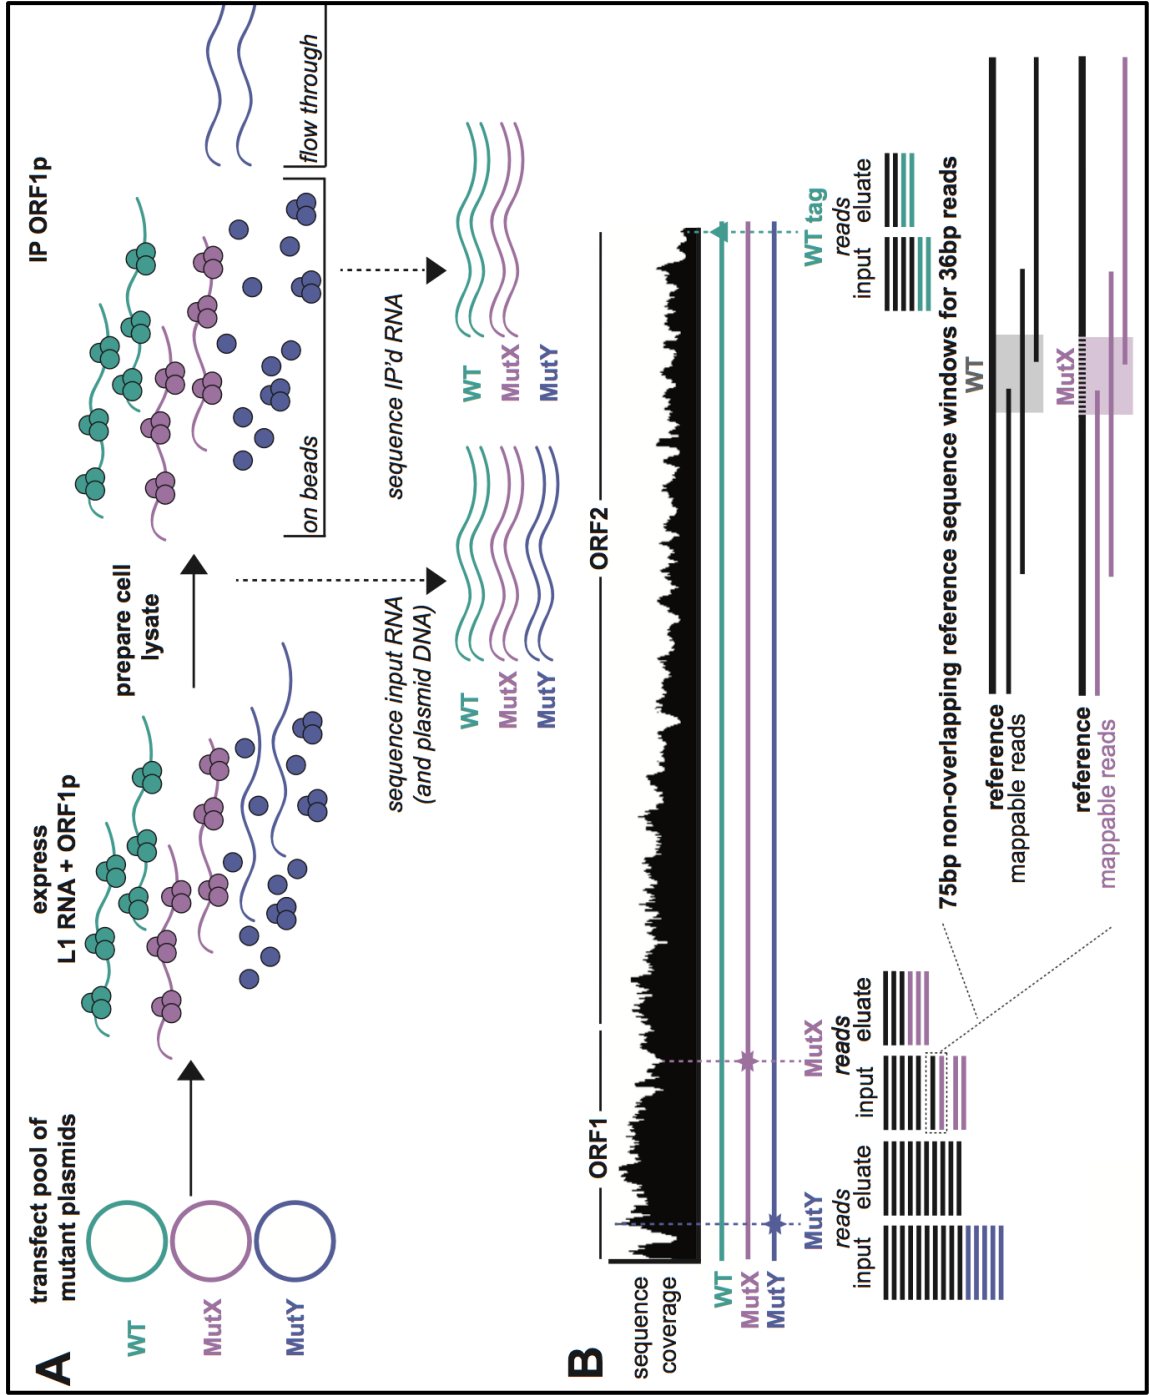 A
transfect pool of
mutant plasmids
WT
MutX
MutY
express
L1 RNA + ORF1p
prepare cell
lysate
IP ORF1p
on beads
flow through
sequence input RNA
(and plasmid DNA)
WT
MutX
MutY
sequence IP'd RNA
WT
MutX
MutY
B
ORF1
ORF2
sequence
coverage
WT
MutX
MutY
MutY
reads
input
eluate
MutX
reads
input
eluate
WT tag
reads
input
eluate
75bp non-overlapping reference sequence windows for 36bp reads
WT
reference
mappable reads
MutX
reference
mappable reads